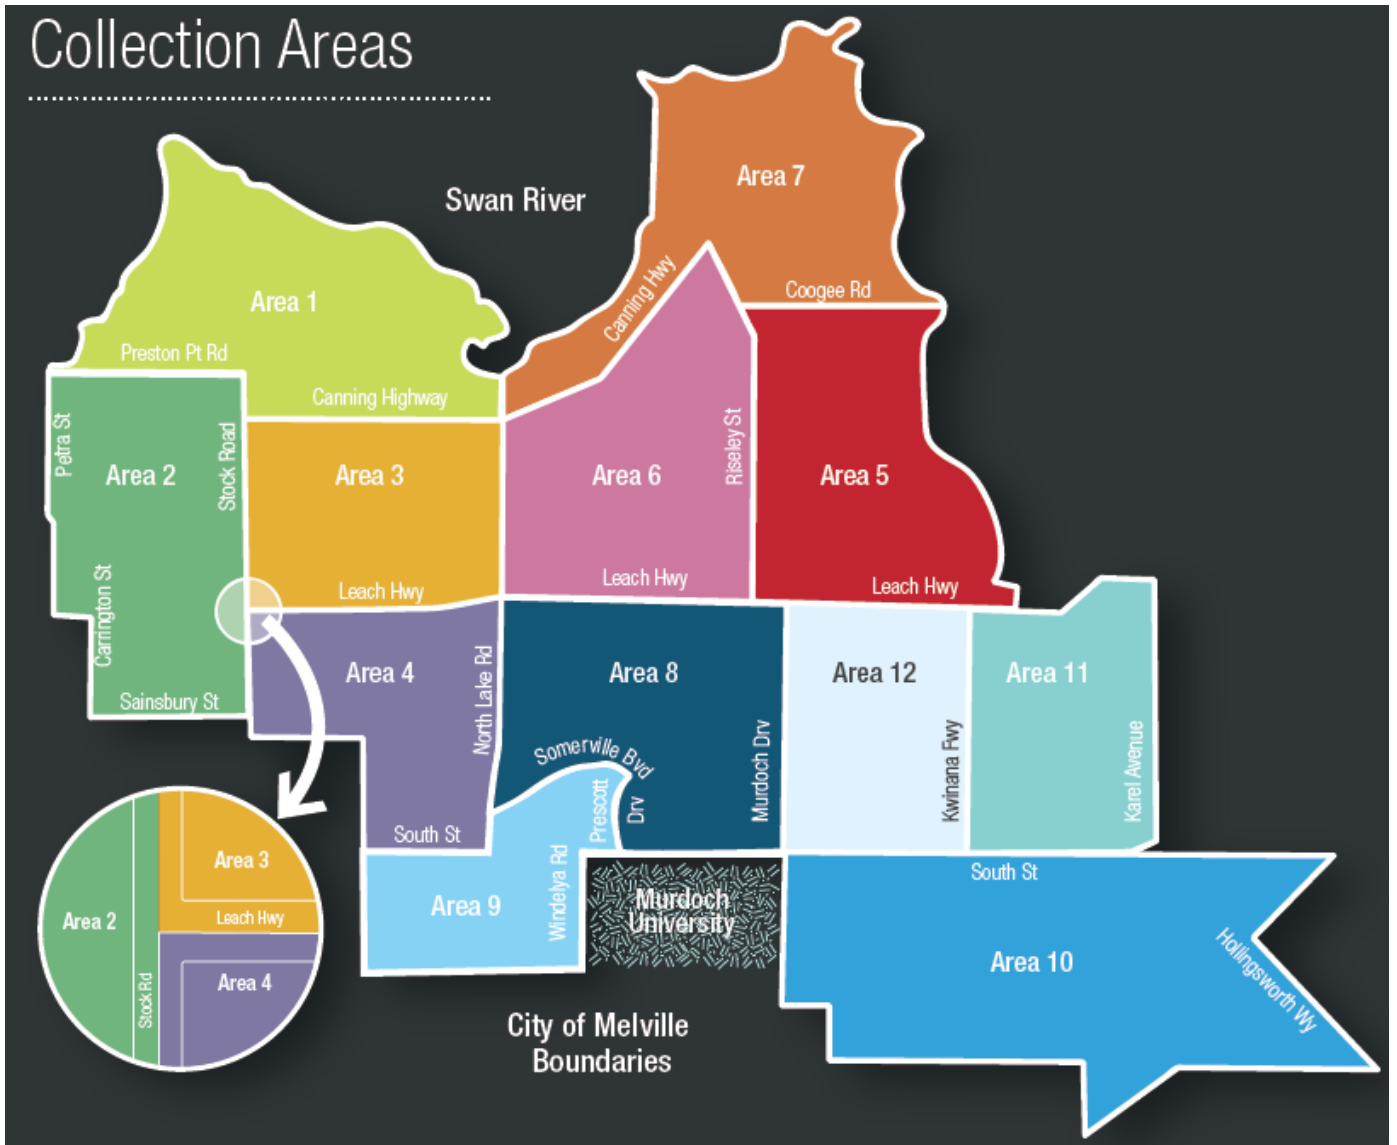 Collection Areas
Swan River
Area 7
Area 1
Canning Hwy
Coogee Rd
Preston Pt Rd
Canning Highway
Petra St
Stock Road
Riseley St
Area 2
Area 3
Area 6
Area 5
Leach Hwy
Leach Hwy
Leach Hwy
Carrington St
Sainsbury St
Area 4
North Lake Rd
Area 8
Area 12
Area 11
Somerville Bvd
Prescott
Drv
Murdoch Drv
Kwinana Fwy
Karel Avenue
South St
South St
Area 9
Windelya Rd
Murdoch
University
Area 10
Hollingsworth Wy
Area 3
Area 2
Leach Hwy
Area 4
Stock Rd
City of Melville
Boundaries